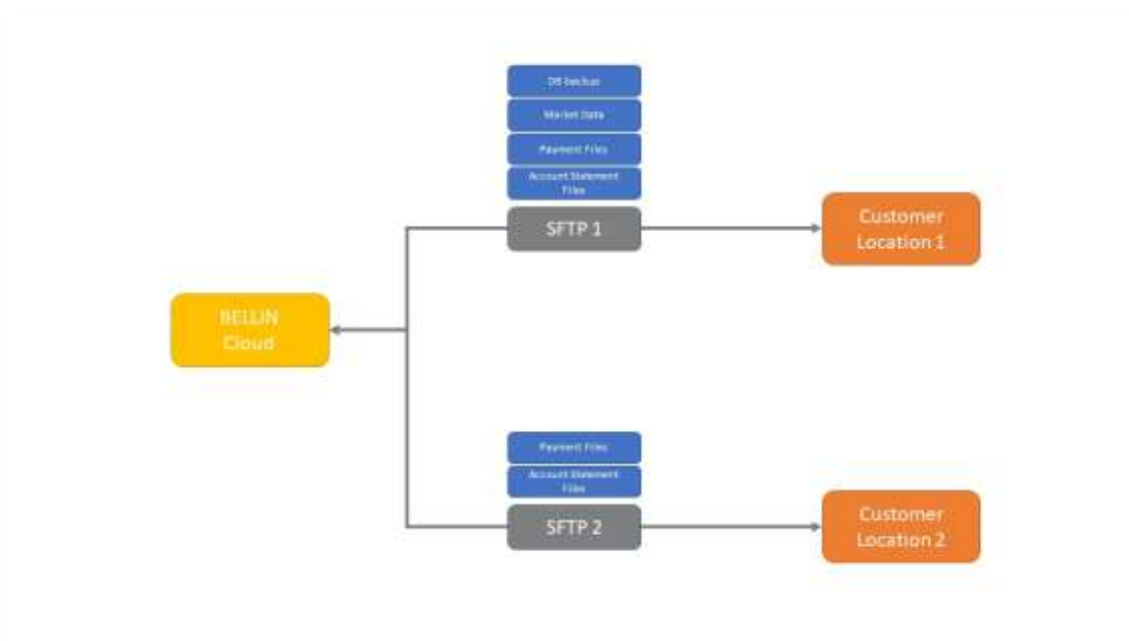 DB backup
Market Data
Payment Files
Account Statement
Files
SFTP 1
Customer
Location 1
BELLIN
Cloud
Payment Files
Account Statement
Files
SFTP 2
Customer
Location 2